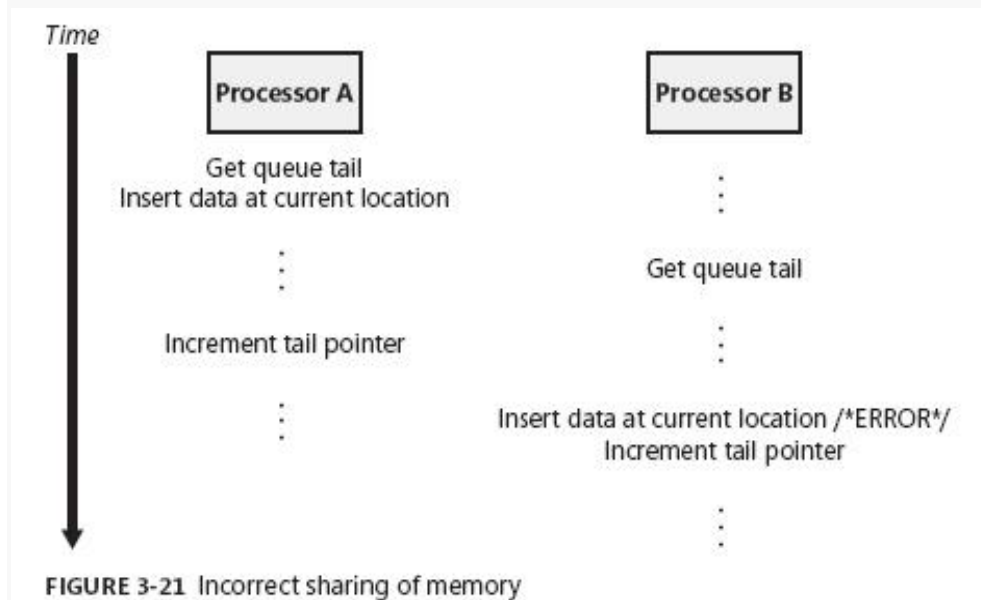 Time
Processor A
Processor B
Get queue tail
Insert data at current location
Get queue tail
Increment tail pointer
Insert data at current location /*ERROR*/
Increment tail pointer
FIGURE 3-21 Incorrect sharing of memory